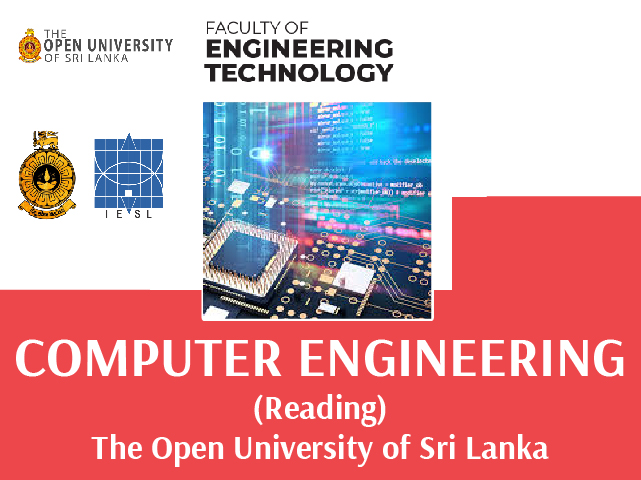 THE
OPEN UNIVERSITY
OF SRI LANKA
FACULTY OF
ENGINEERING
TECHNOLOGY
IESL
COMPUTER ENGINEERING
(Reading)
The Open University of Sri Lanka